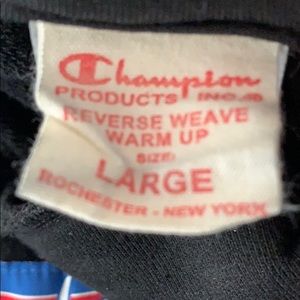 Champion
PRODUCTS INC.
REVERSE WEAVE
WARM UP
SIZE:
LARGE
ROCHESTER - NEW YORK